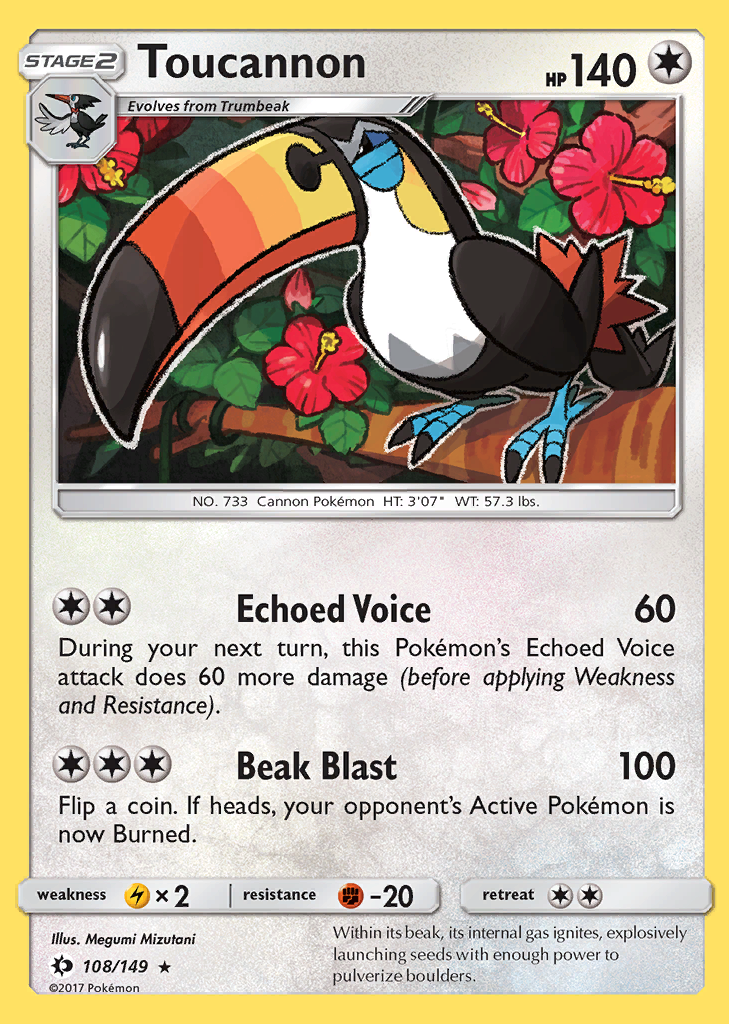 STAGE 2
Toucannon
HP 140
Evolves from Trumbeak
NO. 733 Cannon Pokémon HT: 3'07" WT: 57.3 lbs.
Echoed Voice 60
During your next turn, this Pokémon's Echoed Voice
attack does 60 more damage (before applying Weakness
and Resistance).
Beak Blast 100
Flip a coin. If heads, your opponent's Active Pokémon is
now Burned.
weakness × 2 resistance -20 retreat
Illus. Megumi Mizutani
108/149 ★
©2017 Pokémon
Within its beak, its internal gas ignites, explosively
launching seeds with enough power to
pulverize boulders.